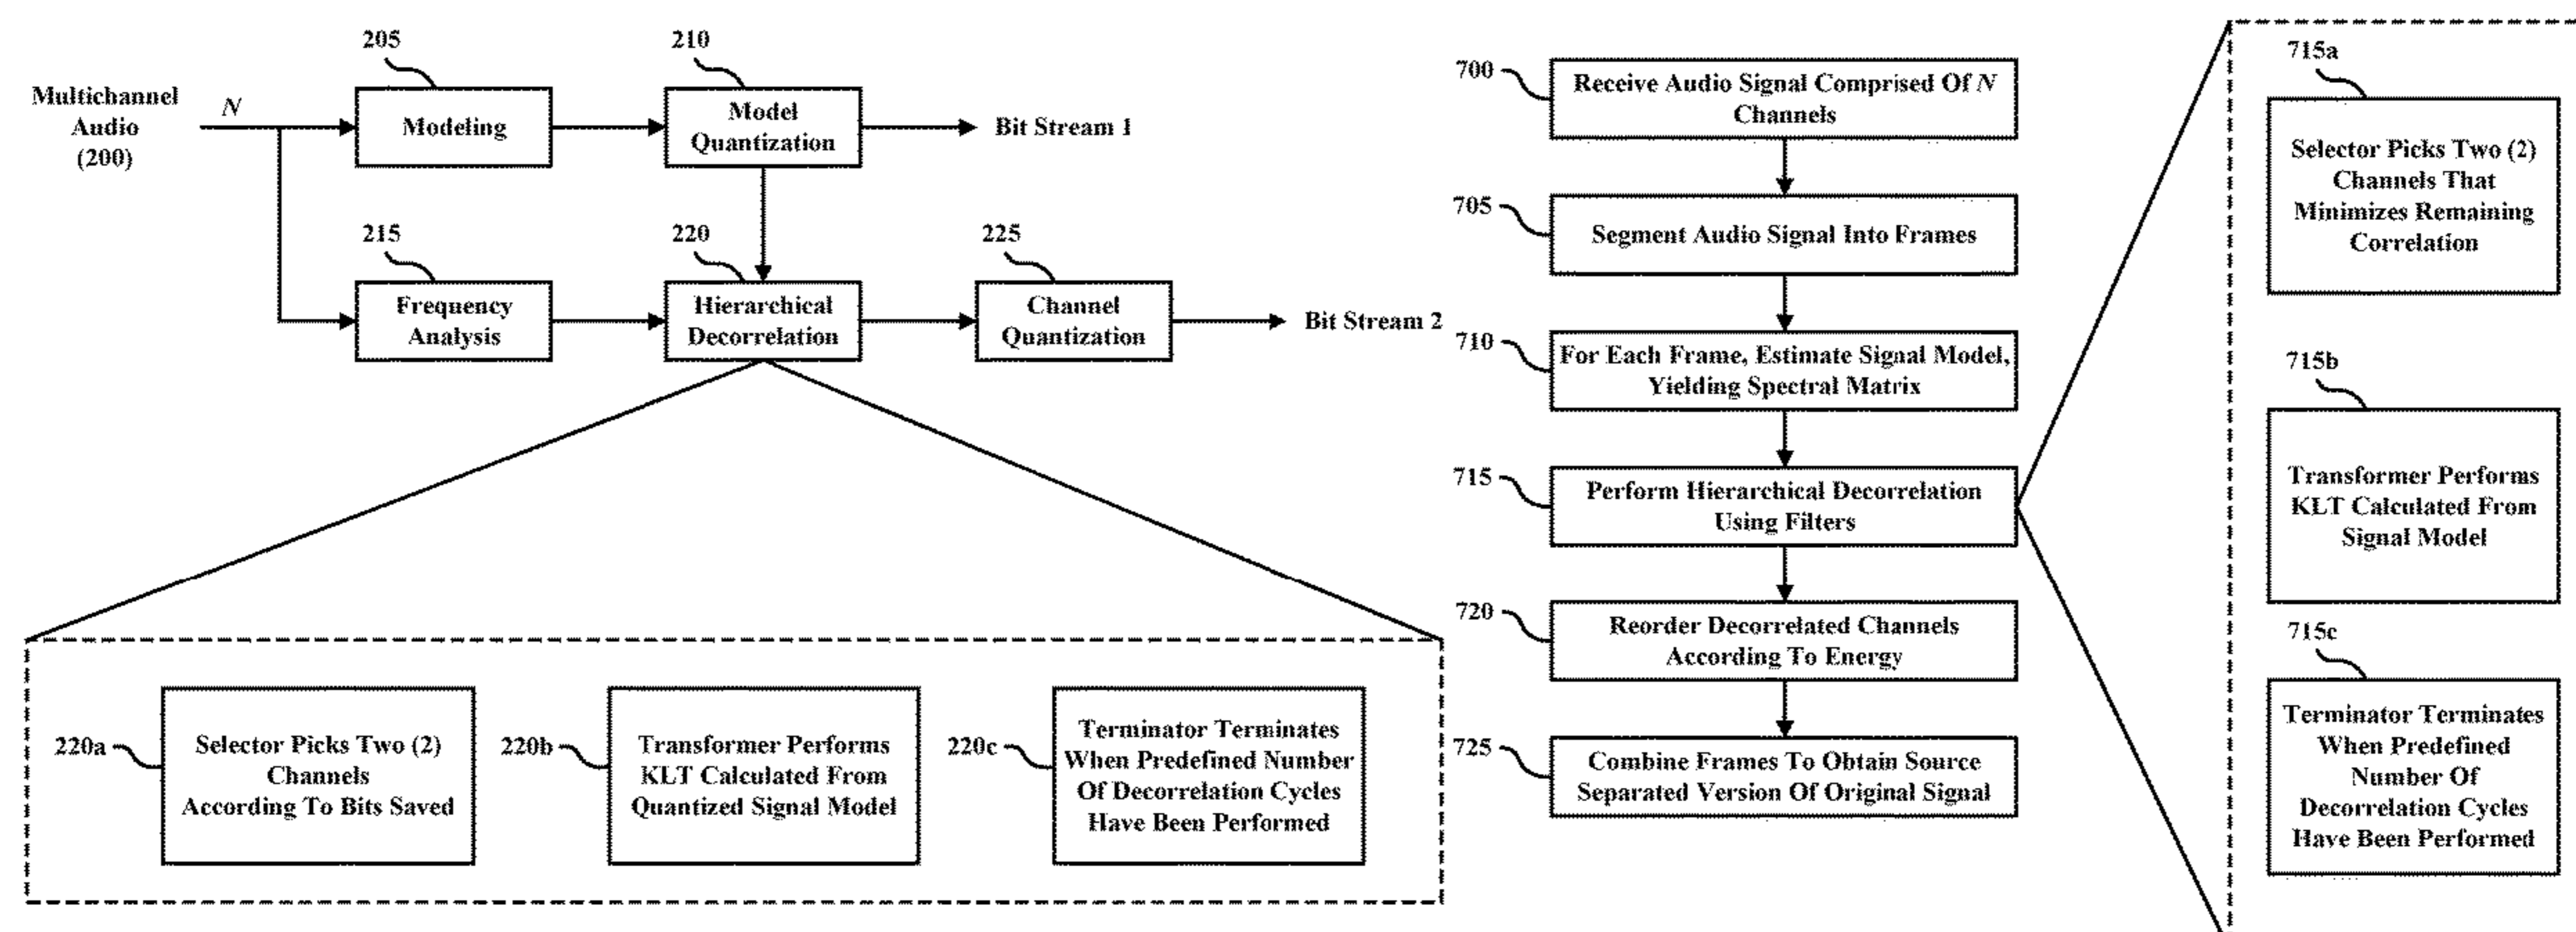 205
210
Multichannel
Audio
(200)
N
Modeling
Model
Quantization
Bit Stream 1
215
220
225
Frequency
Analysis
Hierarchical
Decorrelation
Channel
Quantization
Bit Stream 2
220a
Selector Picks Two (2)
Channels
According To Bits Saved
220b
Transformer Performs
KLT Calculated From
Quantized Signal Model
220c
Terminator Terminates
When Predefined Number
Of Decorrelation Cycles
Have Been Performed
700
Receive Audio Signal Comprised Of N
Channels
705
Segment Audio Signal Into Frames
710
For Each Frame, Estimate Signal Model,
Yielding Spectral Matrix
715
Perform Hierarchical Decorrelation
Using Filters
720
Reorder Decorrelated Channels
According To Energy
725
Combine Frames To Obtain Source
Separated Version Of Original Signal
715a
Selector Picks Two (2)
Channels That
Minimizes Remaining
Correlation
715b
Transformer Performs
KLT Calculated From
Signal Model
715c
Terminator Terminates
When Predefined
Number Of
Decorrelation Cycles
Have Been Performed